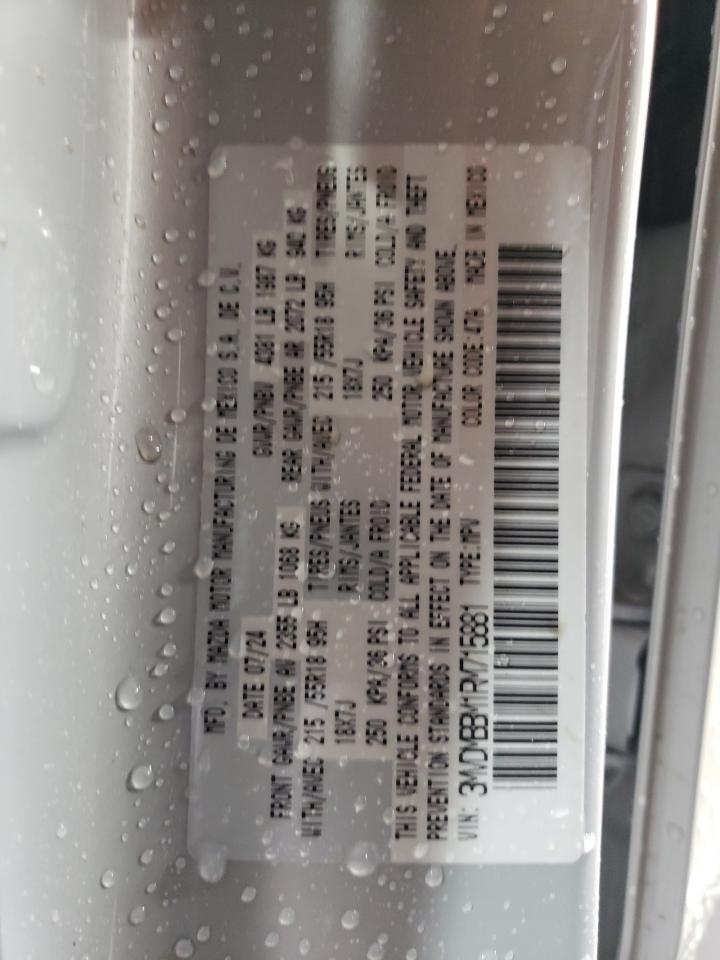 MFD. BY MAZDA MOTOR MANUFACTURING DE MEXICO S.A. DE C.V.
DATE 07/24 GVWR/PNBV 4381 LB 1987 KG
FRONT GAWR/PNBE AV 2355 LB 1068 KG REAR GAWR/PNBE AR 2072 LB 940 KG
WITH/AVEC 215 /55R18 95H TYRES/PNEUS WITH/AVEC 215 /55R18 95H TYRES/PNEUS
18X7J RIMS/JANTES 18X7J RIMS/JANTES
250 KPA/36 PSI COLD/A FROID 250 KPA/36 PSI COLD/A FROID
THIS VEHICLE CONFORMS TO ALL APPLICABLE FEDERAL MOTOR VEHICLE SAFETY AND THEFT
PREVENTION STANDARDS IN EFFECT ON THE DATE OF MANUFACTURE SHOWN ABOVE.
VIN: 3MVDMBBM1RM715881 TYPE:MPV COLOR CODE:47A MADE IN MEXICO